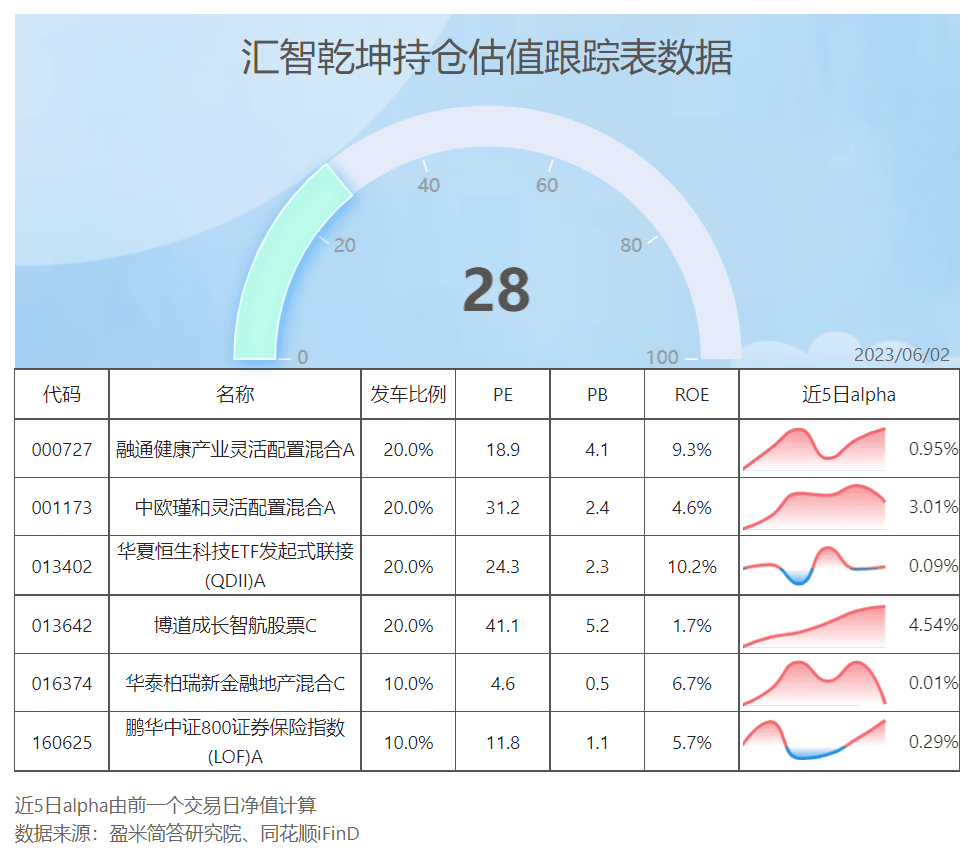 汇智乾坤持仓估值跟踪表数据
40 60
20 80
28
0 100
2023/06/02
代码 名称 发车比例 PE PB ROE 近5日alpha
000727 融通健康产业灵活配置混合A 20.0% 18.9 4.1 9.3% 0.95%
001173 中欧瑾和灵活配置混合A 20.0% 31.2 2.4 4.6% 3.01%
华夏恒生科技ETF发起式联接
013402 20.0% 24.3 2.3 10.2% 0.09%
(QDII)A
013642 博道成长智航股票C 20.0% 41.1 5.2 1.7% 4.54%
016374 华泰柏瑞新金融地产混合C 10.0% 4.6 0.5 6.7% 0.01%
鹏华中证800证券保险指数
160625 10.0% 11.8 1.1 5.7% 0.29%
(LOF)A
近5日alpha由前一个交易日净值计算
数据来源：盈米简答研究院、同花顺iFinD